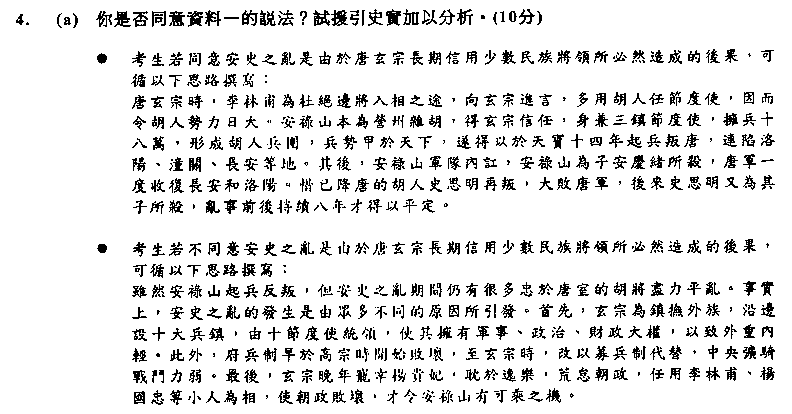 4. (a) 你是否同意資料一的說法？試援引史實加以分析。(10分)
● 考生若同意安史之亂是由於唐玄宗長期信用少數民族將領所必然造成的後果，可
循以下思路撰寫：
唐玄宗時，李林甫為杜絕邊將入相之途，向玄宗進言，多用胡人任節度使，因而
令胡人勢力日大。安祿山本為營州雜胡，得玄宗信任，身兼三鎮節度使，擁兵十
八萬，形成胡人兵團，兵勢甲於天下，遂得以於天寶十四年起兵叛唐，連陷洛
陽、潼關、長安等地。其後，安祿山軍隊內訌，安祿山為子安慶緒所殺，唐軍一
度收復長安和洛陽。惜已降唐的胡人史思明再叛，大敗唐軍，後來史思明又為其
子所殺，亂事前後持續八年才得以平定。
● 考生若不同意安史之亂是由於唐玄宗長期信用少數民族將領所必然造成的後果，
可循以下思路撰寫：
雖然安祿山起兵反叛，但安史之亂期間仍有很多忠於唐室的胡將盡力平亂。事實
上，安史之亂的發生是由眾多不同的原因所引發。首先，玄宗為鎮撫外族，沿邊
設十大兵鎮，由十節度使統領，使其擁有軍事、政治、財政大權，以致外重內
輕。此外，府兵制早於高宗時開始敗壞，至玄宗時，改以募兵制代替，中央彍騎
戰鬥力弱。最後，玄宗晚年寵幸楊貴妃，耽於逸樂，荒怠朝政，任用李林甫、楊
國忠等小人為相，使朝政敗壞，才令安祿山有可乘之機。